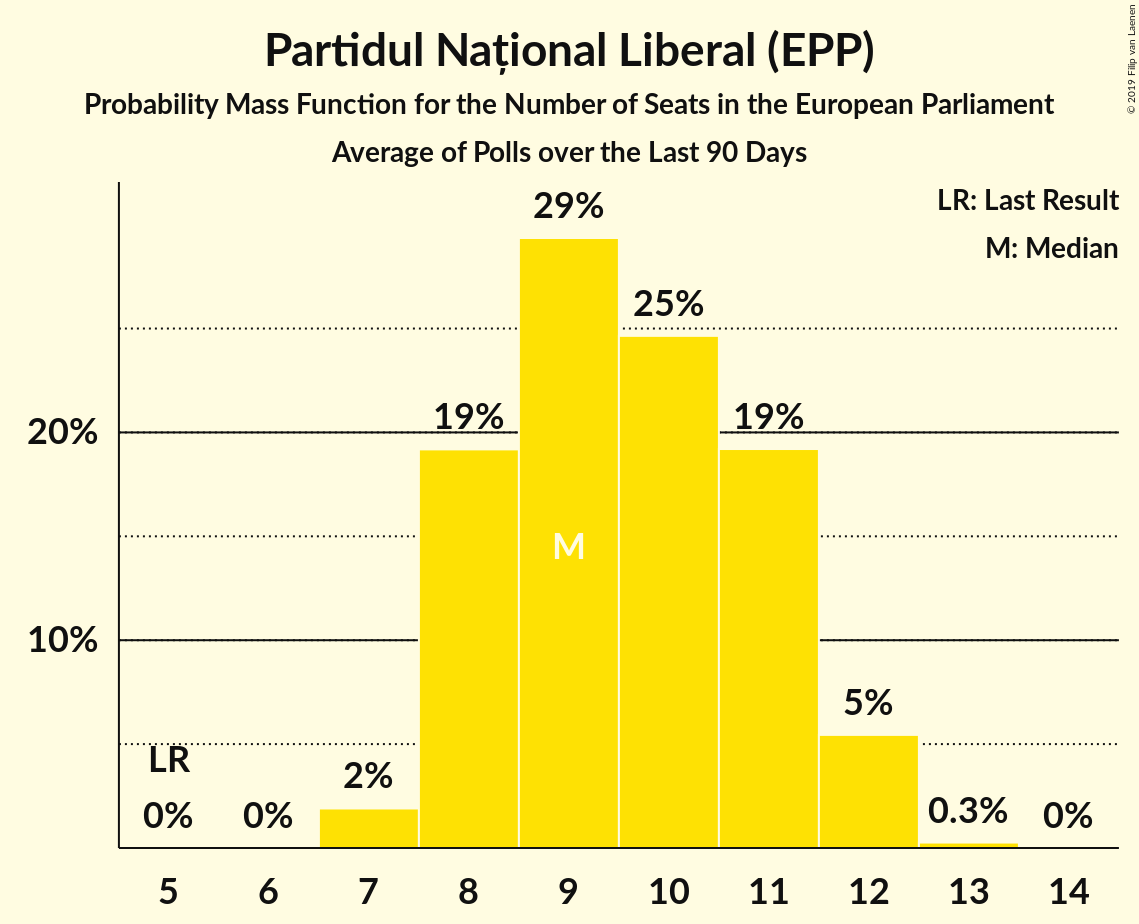 Partidul Național Liberal (EPP)
Probability Mass Function for the Number of Seats in the European Parliament
Average of Polls over the Last 90 Days
© 2019 Filip van Laenen
LR: Last Result
M: Median
29%
25%
19%
19%
20%
M
10%
5%
LR
2%
0%
0%
0.3%
0%
5
6
7
8
9
10
11
12
13
14